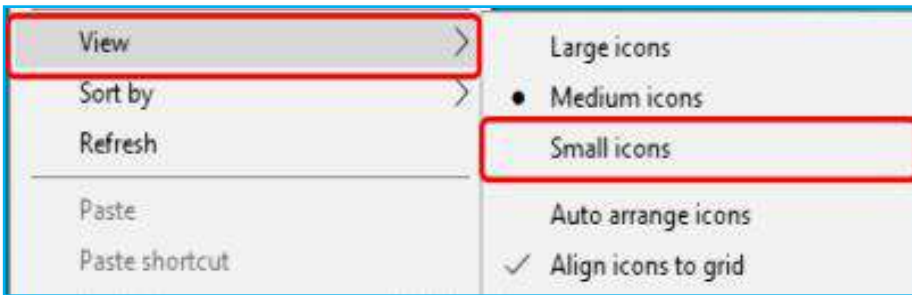 View
Sort by
Refresh
Paste
Paste shortcut
Large icons
Medium icons
Small icons
Auto arrange icons
Align icons to grid